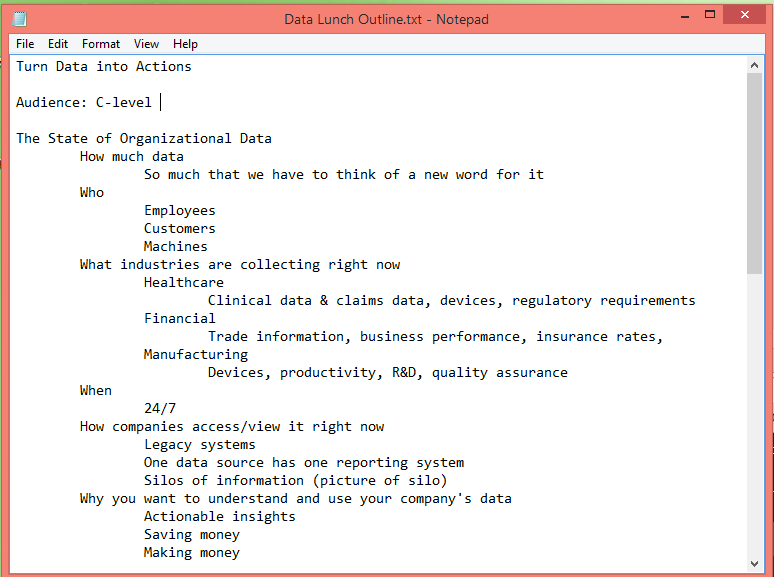 Data Lunch Outline.txt - Notepad
File Edit Format View Help
Turn Data into Actions
Audience: C-level
The State of Organizational Data
How much data
So much that we have to think of a new word for it
Who
Employees
Customers
Machines
What industries are collecting right now
Healthcare
Clinical data & claims data, devices, regulatory requirements
Financial
Trade information, business performance, insurance rates,
Manufacturing
Devices, productivity, R&D, quality assurance
When
24/7
How companies access/view it right now
Legacy systems
One data source has one reporting system
Silos of information (picture of silo)
Why you want to understand and use your company's data
Actionable insights
Saving money
Making money